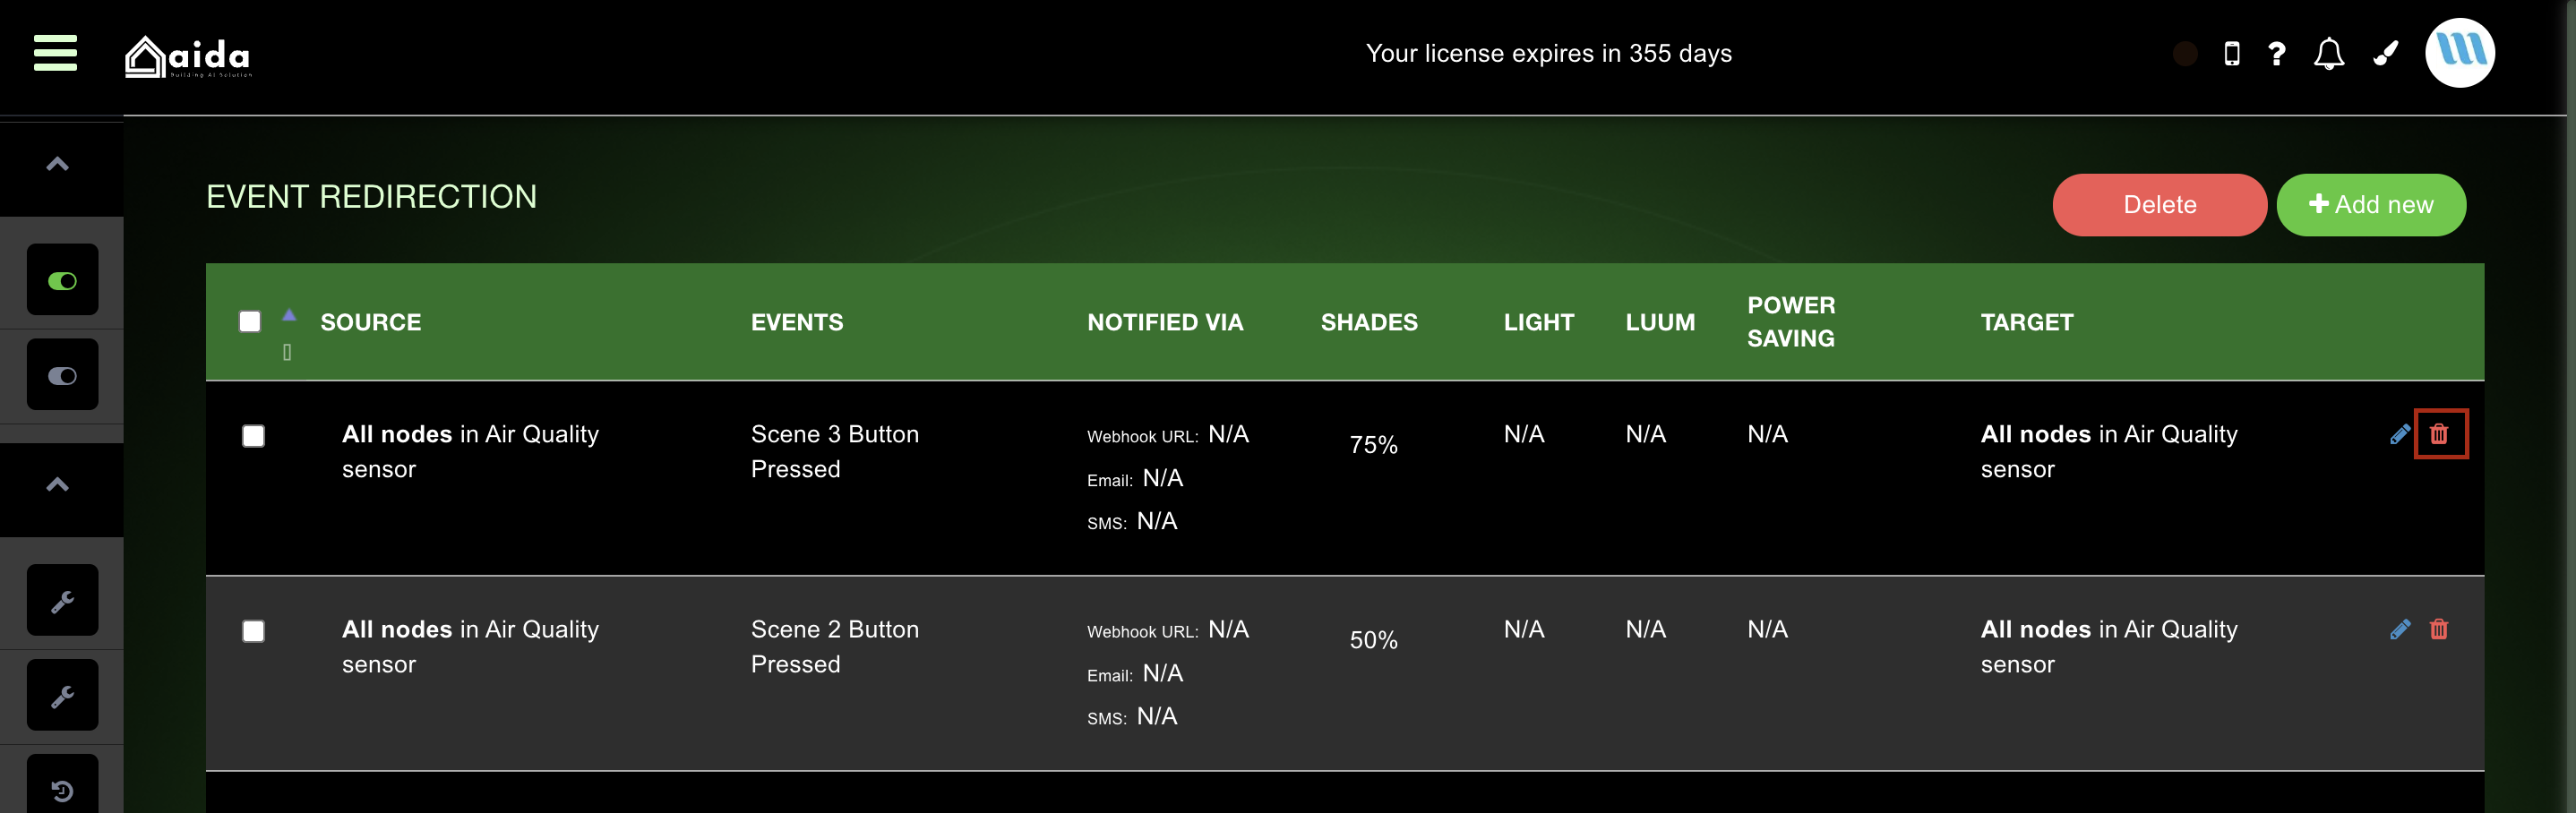 aida
Building AI Solution
Your license expires in 355 days
?
EVENT REDIRECTION
Delete
Add new
SOURCE
EVENTS
NOTIFIED VIA
SHADES
LIGHT
LUUM
POWER
SAVING
TARGET
All nodes in Air Quality
sensor
Scene 3 Button
Pressed
Webhook URL: N/A
Email: N/A
SMS: N/A
75%
N/A
N/A
N/A
All nodes in Air Quality
sensor
All nodes in Air Quality
sensor
Scene 2 Button
Pressed
Webhook URL: N/A
Email: N/A
SMS: N/A
50%
N/A
N/A
N/A
All nodes in Air Quality
sensor